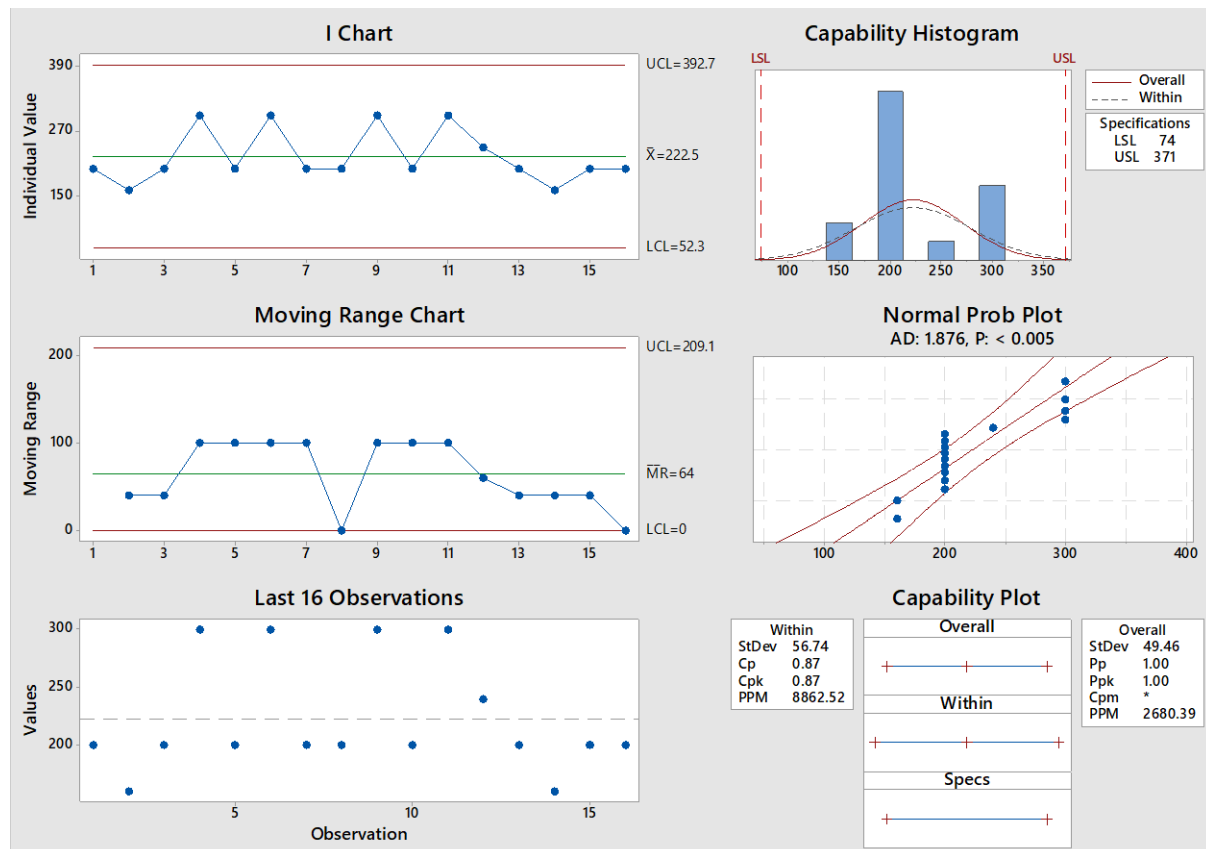 I Chart
Individual Value
390
270
150
UCL=392.7
X̄=222.5
LCL=52.3
1 3 5 7 9 11 13 15
Capability Histogram
LSL USL
Overall
Within
Specifications
LSL 74
USL 371
100 150 200 250 300 350
Moving Range Chart
Moving Range
200
100
0
UCL=209.1
M̅R̅=64
LCL=0
1 3 5 7 9 11 13 15
Normal Prob Plot
AD: 1.876, P: < 0.005
100 200 300 400
Last 16 Observations
Values
300
250
200
5 10 15
Observation
Capability Plot
Within
StDev 56.74
Cp 0.87
Cpk 0.87
PPM 8862.52
Overall
Within
Specs
Overall
StDev 49.46
Pp 1.00
Ppk 1.00
Cpm *
PPM 2680.39